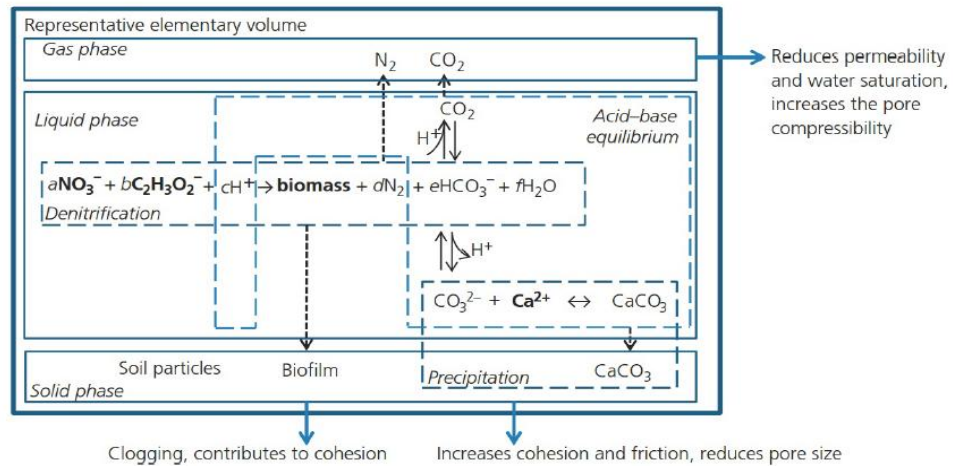 Representative elementary volume
Gas phase
N₂ CO₂
Reduces permeability
and water saturation,
increases the pore
compressibility
Liquid phase
CO₂
Acid–base
equilibrium
H⁺
aNO₃⁻ + bC₂H₃O₂⁻ + cH⁺ → biomass + dN₂ + eHCO₃⁻ + fH₂O
Denitrification
H⁺
CO₃²⁻ + Ca²⁺ ↔ CaCO₃
Soil particles
Biofilm
Precipitation
CaCO₃
Solid phase
Clogging, contributes to cohesion
Increases cohesion and friction, reduces pore size